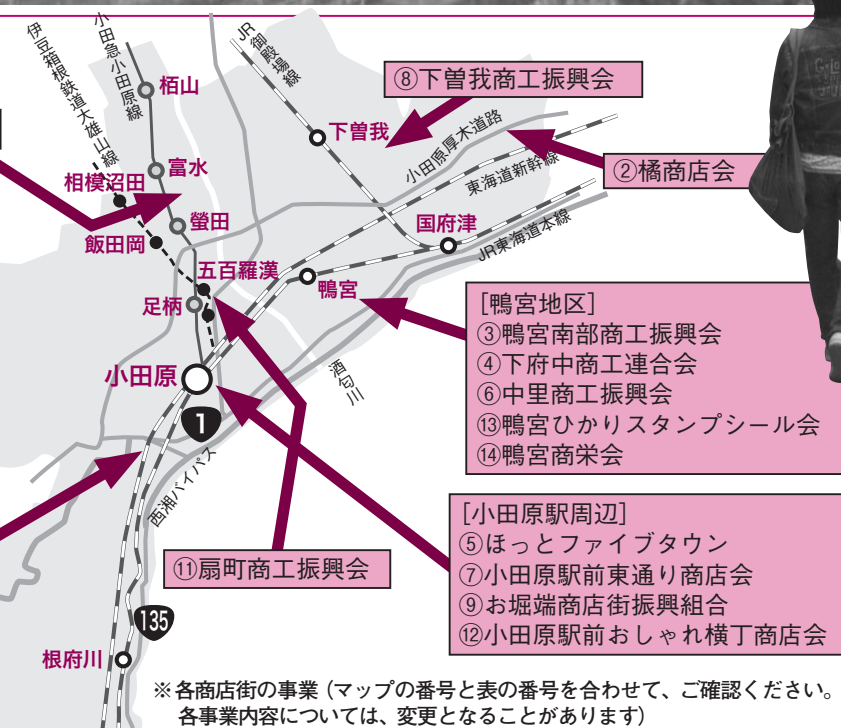 伊豆箱根鉄道大雄山線
小田急小田原線
JR御殿場線
栢山
⑧下曽我商工振興会
下曽我
小田原厚木道路
富水
相模沼田
東海道新幹線
②橘商店会
螢田
国府津
飯田岡
JR東海道本線
五百羅漢
鴨宮
足柄
[鴨宮地区]
③鴨宮南部商工振興会
④下府中商工連合会
⑥中里商工振興会
⑬鴨宮ひかりスタンプシール会
⑭鴨宮商栄会
小田原
酒匂川
1
西湘バイパス
[小田原駅周辺]
⑤ほっとファイブタウン
⑦小田原駅前東通り商店会
⑨お堀端商店街振興組合
⑫小田原駅前おしゃれ横丁商店会
⑪扇町商工振興会
135
根府川
※各商店街の事業（マップの番号と表の番号を合わせて、ご確認ください。
各事業内容については、変更となることがあります）